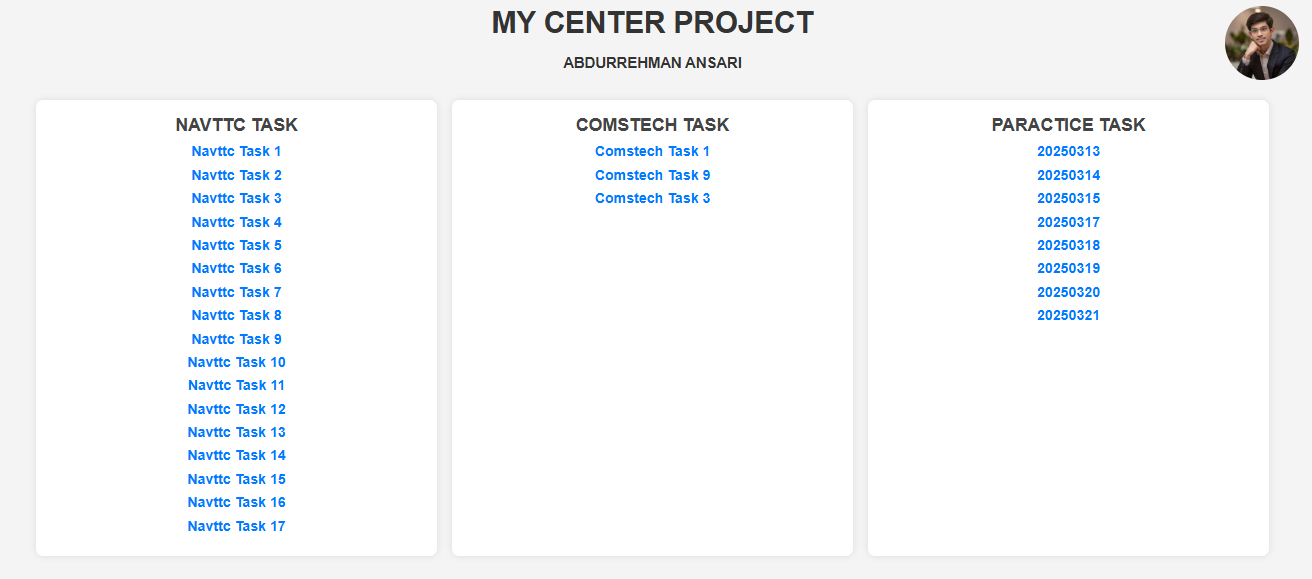 MY CENTER PROJECT
ABDURREHMAN ANSARI
NAVTTC TASK
Navttc Task 1
Navttc Task 2
Navttc Task 3
Navttc Task 4
Navttc Task 5
Navttc Task 6
Navttc Task 7
Navttc Task 8
Navttc Task 9
Navttc Task 10
Navttc Task 11
Navttc Task 12
Navttc Task 13
Navttc Task 14
Navttc Task 15
Navttc Task 16
Navttc Task 17
COMSTECH TASK
Comstech Task 1
Comstech Task 9
Comstech Task 3
PARACTICE TASK
20250313
20250314
20250315
20250317
20250318
20250319
20250320
20250321